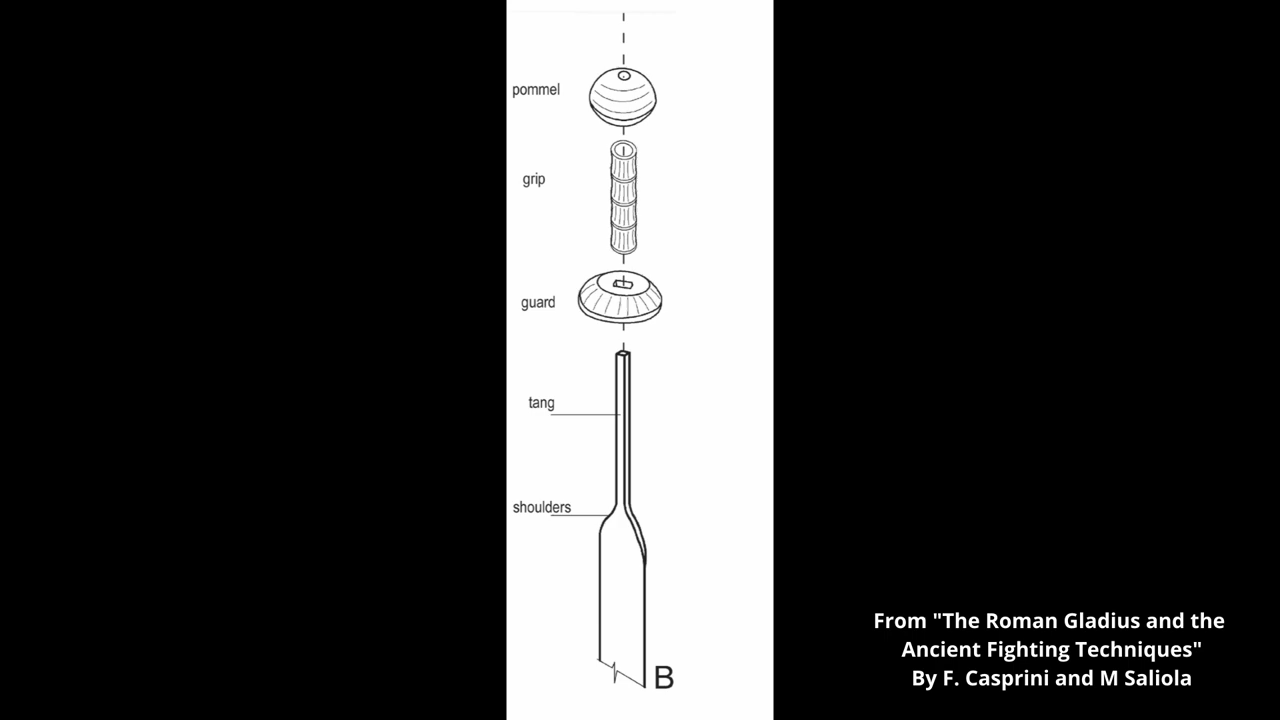 pommel
grip
guard
tang
shoulders
B
From "The Roman Gladius and the
Ancient Fighting Techniques"
By F. Casprini and M Saliola